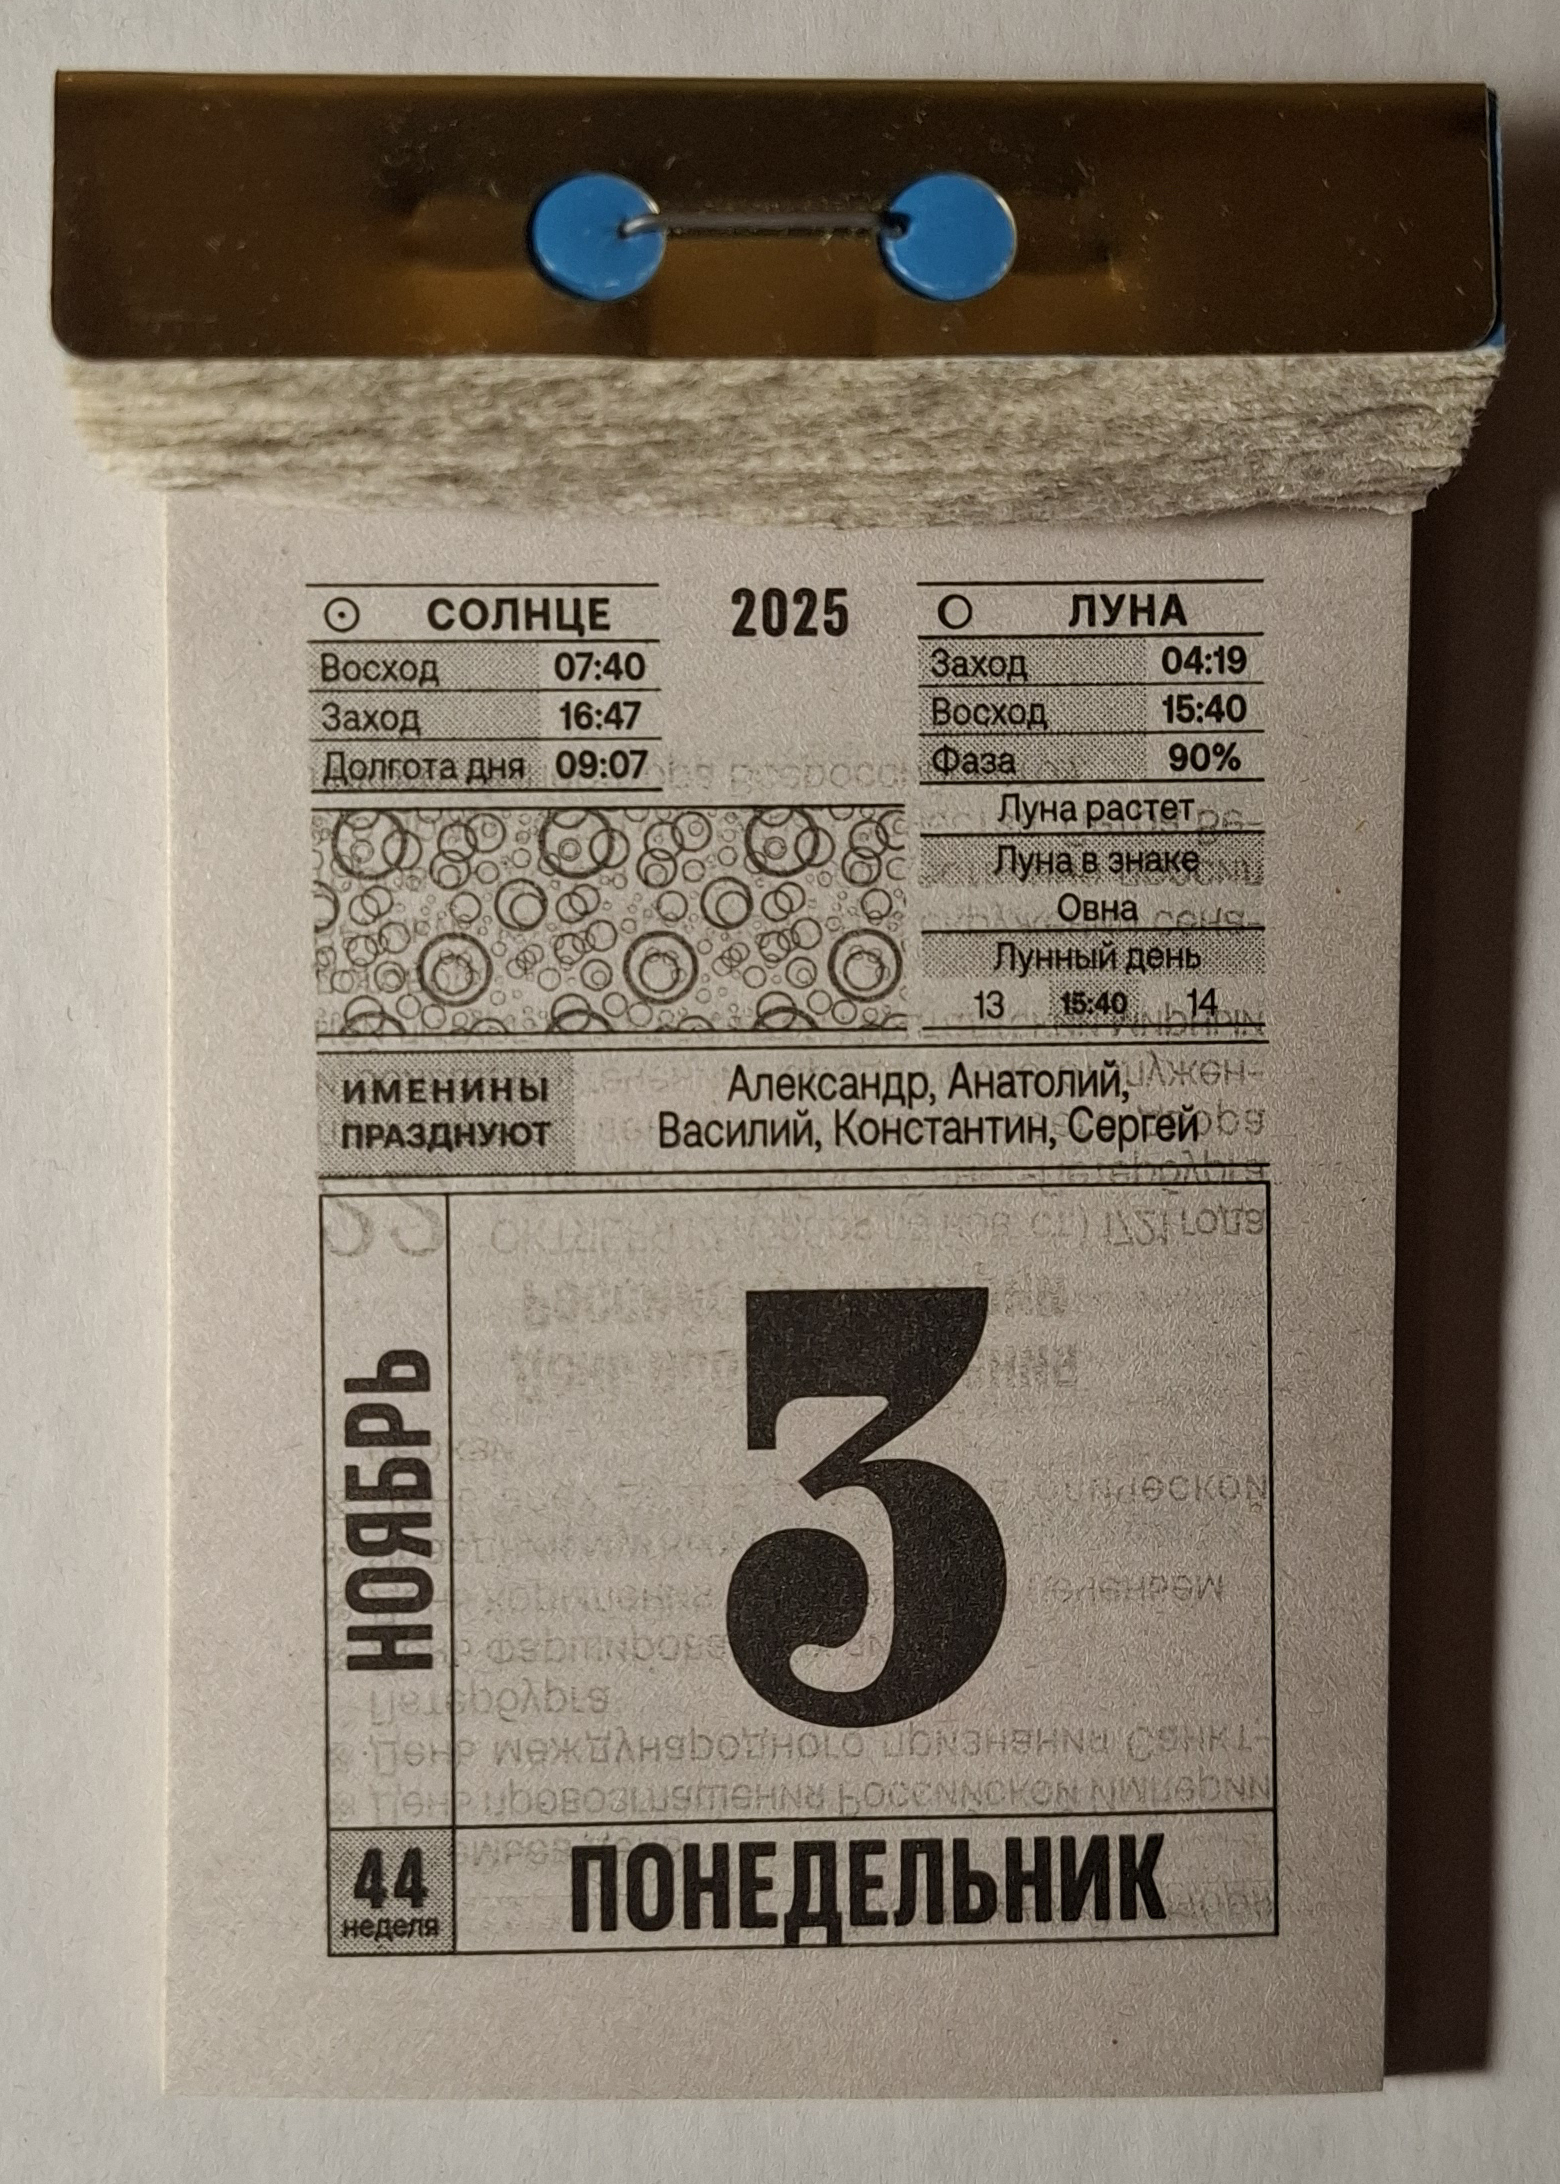 2025
СОЛНЦЕ
Восход 07:40
Заход 16:47
Долгота дня 09:07
ЛУНА
Заход 04:19
Восход 15:40
Фаза 90%
Луна растет
Луна в знаке
Овна
Лунный день
13 15:40 14
ИМЕНИНЫ
ПРАЗДНУЮТ
Александр, Анатолий,
Василий, Константин, Сергей
НОЯБРЬ
3
44
неделя
ПОНЕДЕЛЬНИК